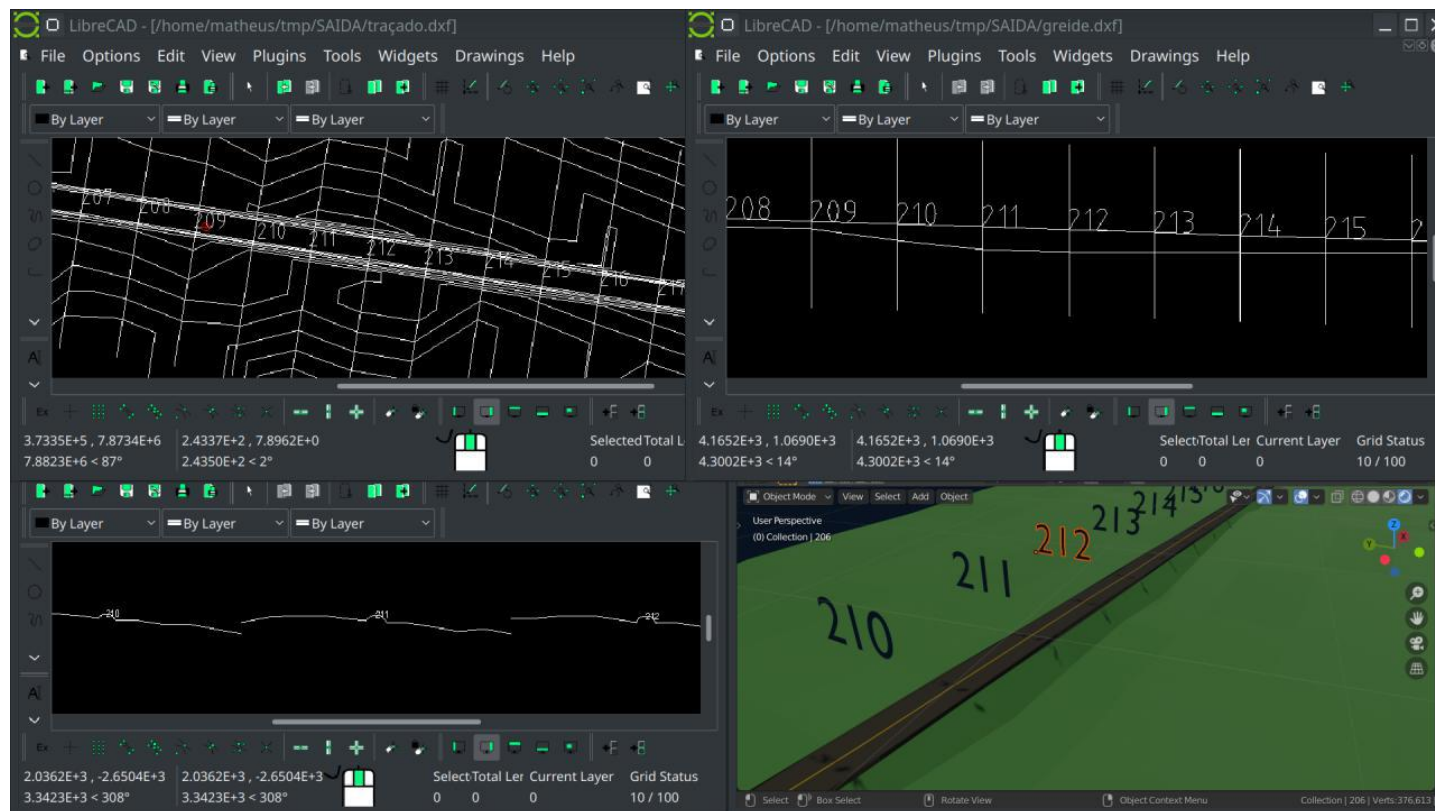 LibreCAD - [/home/matheus/tmp/SAIDA/traçado.dxf]
File Options Edit View Plugins Tools Widgets Drawings Help
By Layer By Layer By Layer
207 208 209 210 211 212 213 214 215 216 217
3.7335E+5 , 7.8734E+6 2.4337E+2 , 7.8962E+0 Selected Total L
7.8823E+6 < 87° 2.4350E+2 < 2° 0 0
LibreCAD - [/home/matheus/tmp/SAIDA/greide.dxf]
File Options Edit View Plugins Tools Widgets Drawings Help
By Layer By Layer By Layer
208 209 210 211 212 213 214 215 2
4.1652E+3 , 1.0690E+3 4.1652E+3 , 1.0690E+3 Select Total Ler Current Layer Grid Status
4.3002E+3 < 14° 4.3002E+3 < 14° 0 0 0 10 / 100
By Layer By Layer By Layer
210 211 212
2.0362E+3 , -2.6504E+3 2.0362E+3 , -2.6504E+3 Select Total Ler Current Layer Grid Status
3.3423E+3 < 308° 3.3423E+3 < 308° 0 0 0 10 / 100
Object Mode View Select Add Object
User Perspective
(0) Collection | 206
210 211 212 213 214
Z Y X
Select Box Select Rotate View Object Context Menu Collection | 206 | Verts:376,613